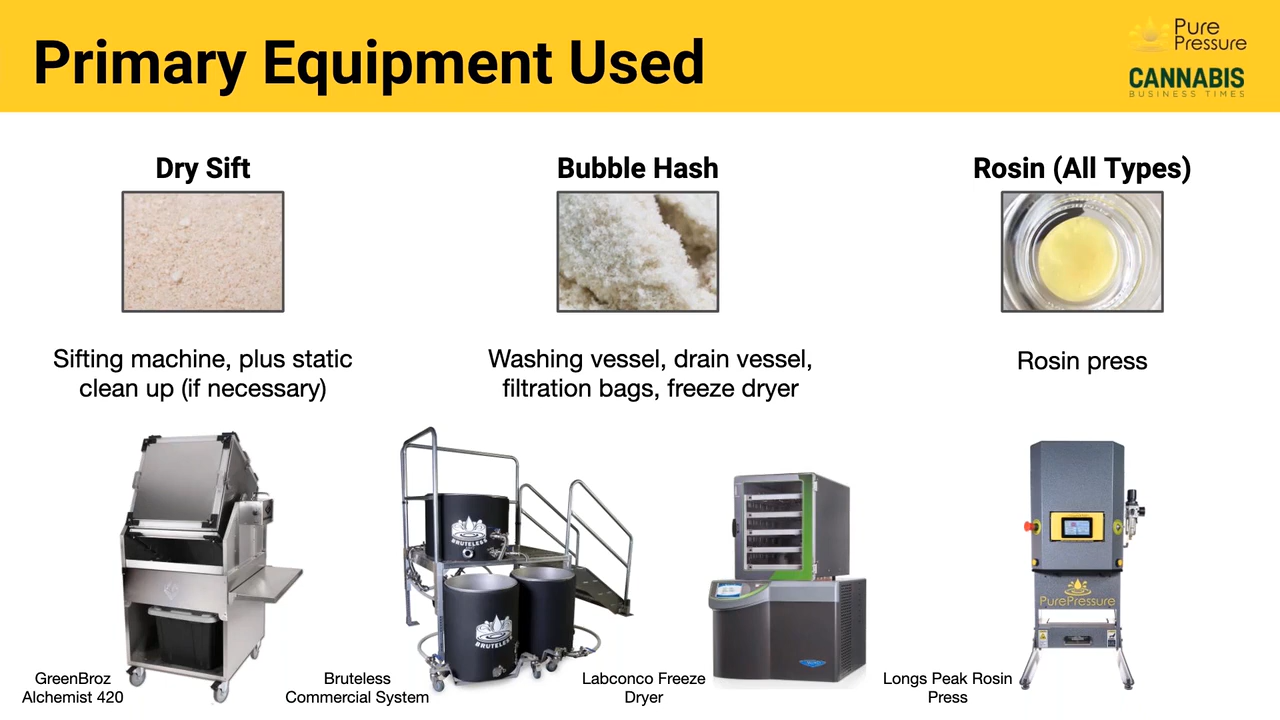 Primary Equipment Used
Pure
Pressure
CANNABIS
BUSINESS TIMES
Dry Sift
Bubble Hash
Rosin (All Types)
Sifting machine, plus static
clean up (if necessary)
Washing vessel, drain vessel,
filtration bags, freeze dryer
Rosin press
BRUTELESS
BRUTELESS
PurePressure
GreenBroz
Alchemist 420
Bruteless
Commercial System
Labconco Freeze
Dryer
Longs Peak Rosin
Press